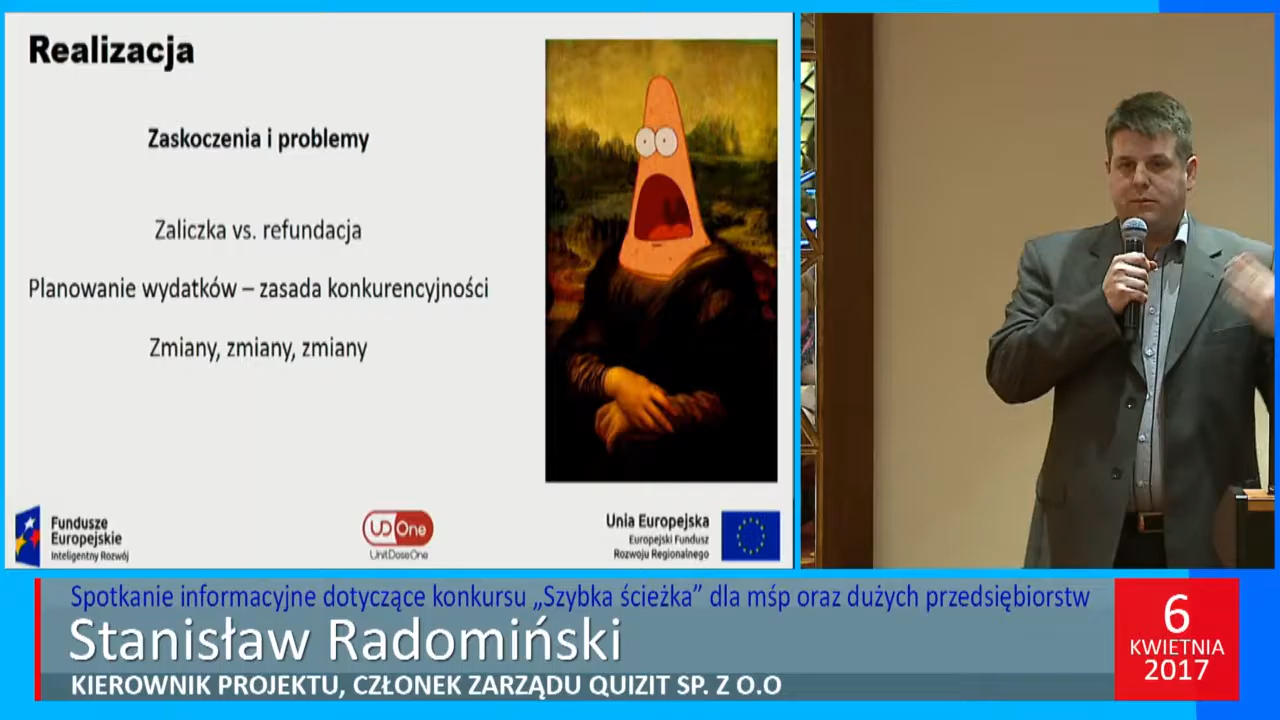 Realizacja
Zaskoczenia i problemy
Zaliczka vs. refundacja
Planowanie wydatków – zasada konkurencyjności
Zmiany, zmiany, zmiany
Fundusze
Europejskie
Inteligentny Rozwój
UD One
UnitDoseOne
Unia Europejska
Europejski Fundusz
Rozwoju Regionalnego
Spotkanie informacyjne dotyczące konkursu „Szybka ścieżka” dla mśp oraz dużych przedsiębiorstw
Stanisław Radomiński
KIEROWNIK PROJEKTU, CZŁONEK ZARZĄDU QUIZIT SP. Z O.O
6
KWIETNIA
2017